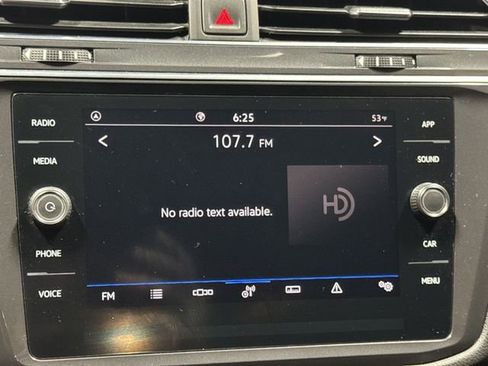 6:25
53°F
RADIO
APP
107.7 FM
MEDIA
SOUND
No radio text available.
HD
PHONE
CAR
VOICE
MENU
FM